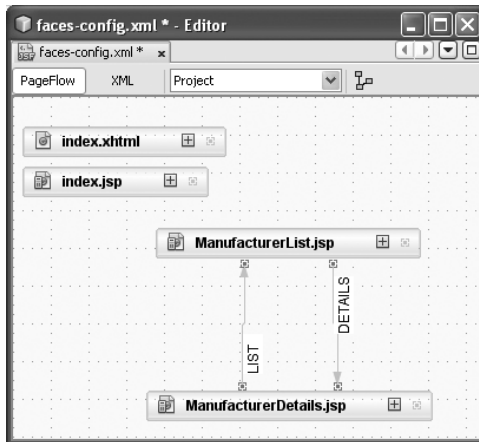 faces-config.xml * - Editor
faces-config.xml *
PageFlow XML Project
index.xhtml
index.jsp
ManufacturerList.jsp
DETAILS
LIST
ManufacturerDetails.jsp